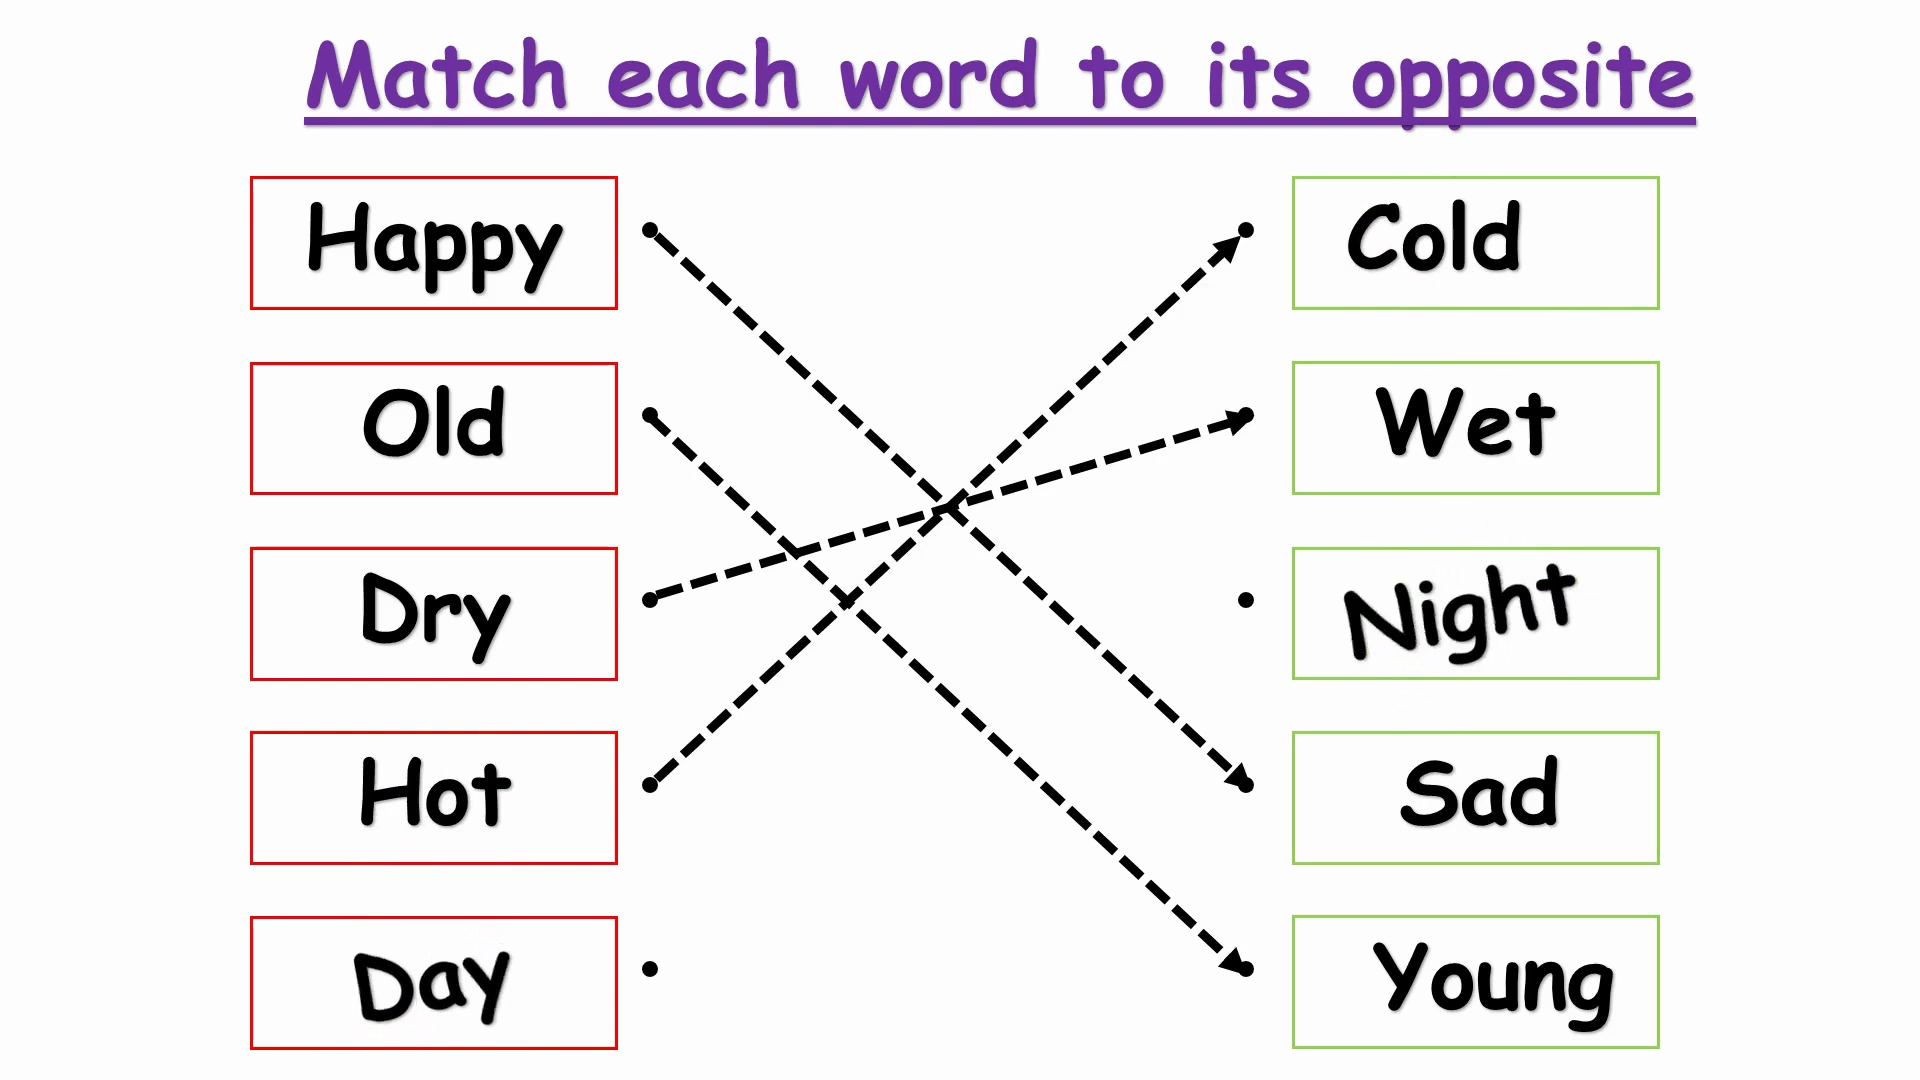 Match each word to its opposite
Happy
Cold
Old
Wet
Dry
Night
Hot
Sad
Day
Young